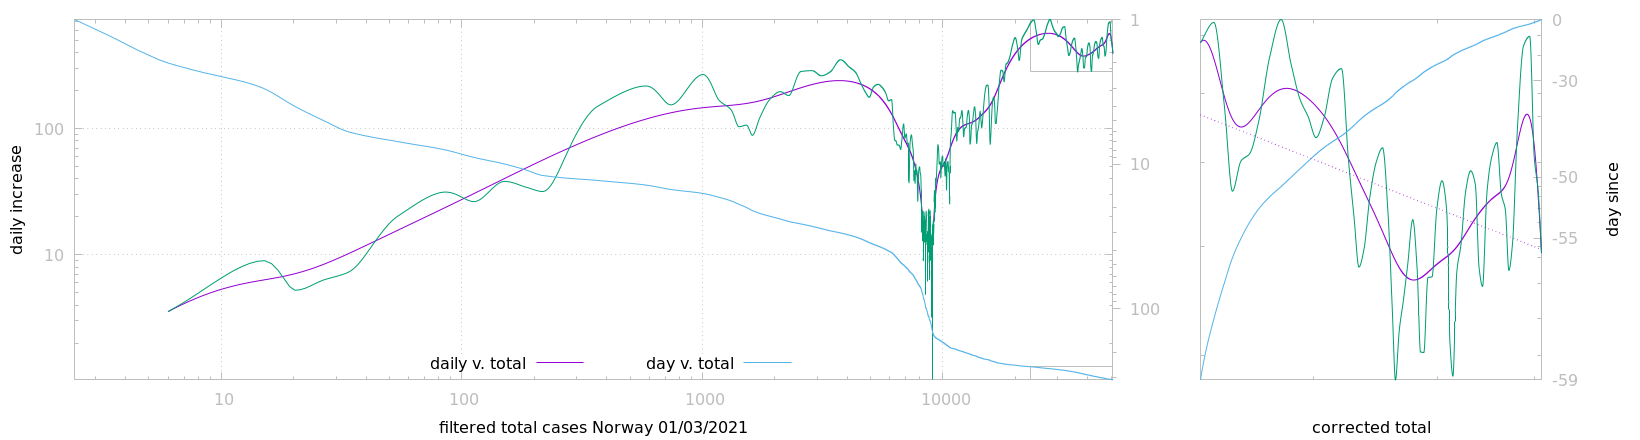 daily increase
100
10
1
10
100
daily v. total
day v. total
10
100
1000
10000
filtered total cases Norway 01/03/2021
0
-30
-50
-55
-59
day since
corrected total